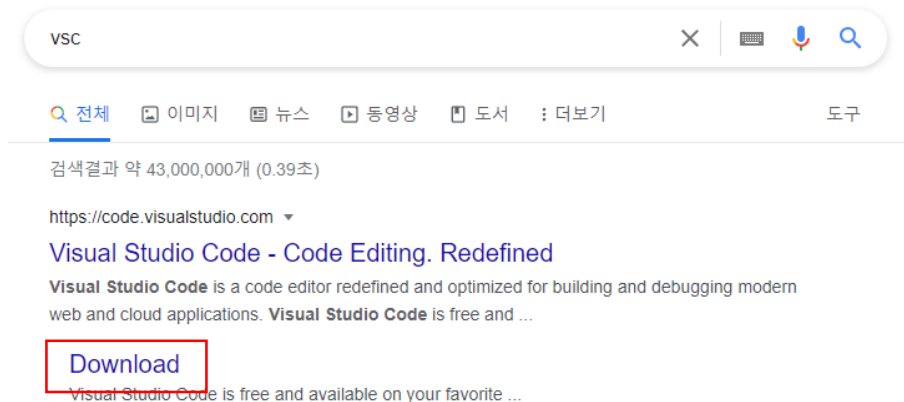 vsc
전체 이미지 뉴스 동영상 도서 더보기 도구
검색결과 약 43,000,000개 (0.39초)
https://code.visualstudio.com
Visual Studio Code - Code Editing. Redefined
Visual Studio Code is a code editor redefined and optimized for building and debugging modern
web and cloud applications. Visual Studio Code is free and ...
Download
Visual Studio Code is free and available on your favorite ...